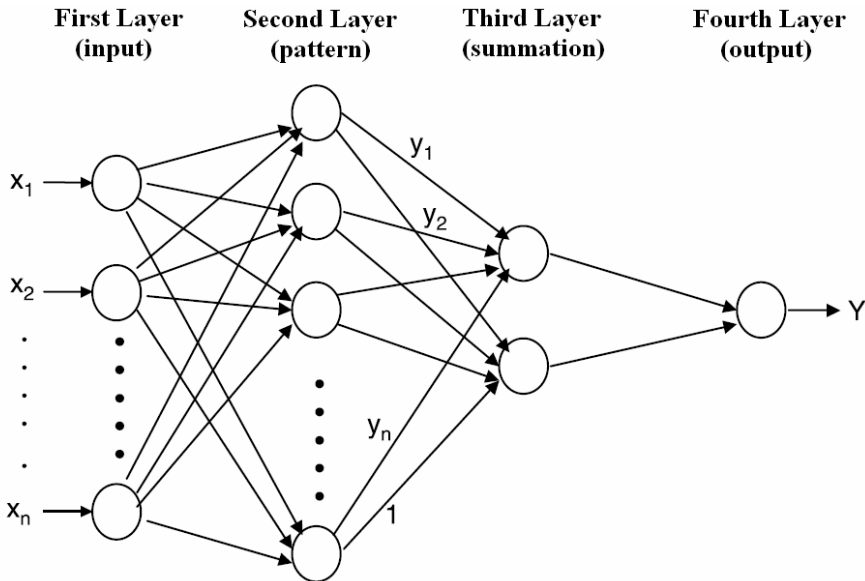 First Layer
(input)
Second Layer
(pattern)
Third Layer
(summation)
Fourth Layer
(output)
x1
x2
xn
y1
y2
yn
1
Y